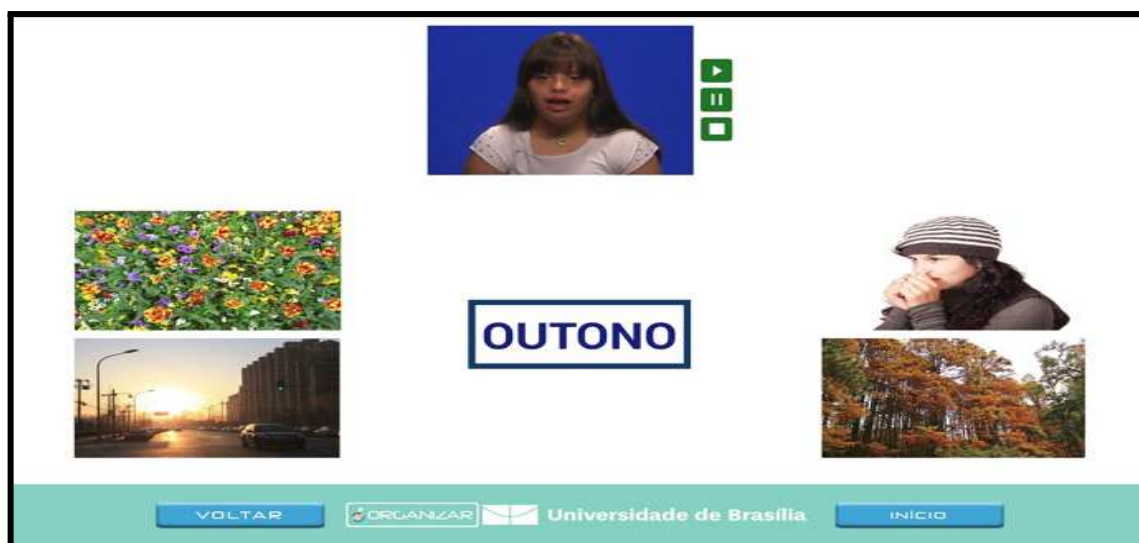 OUTONO
VOLTAR
ORGANIZAR
Universidade de Brasília
INÍCIO